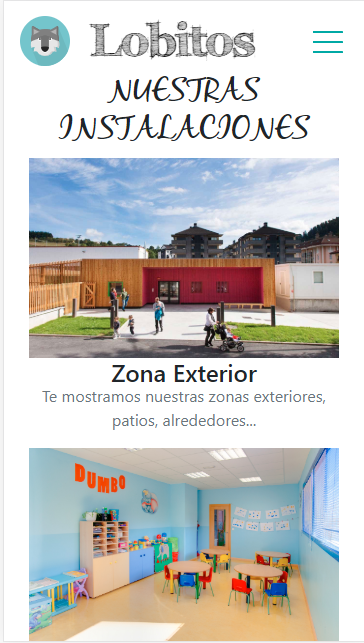 Lobitos
NUESTRAS
INSTALACIONES
Zona Exterior
Te mostramos nuestras zonas exteriores,
patios, alrededores...
DUMBO